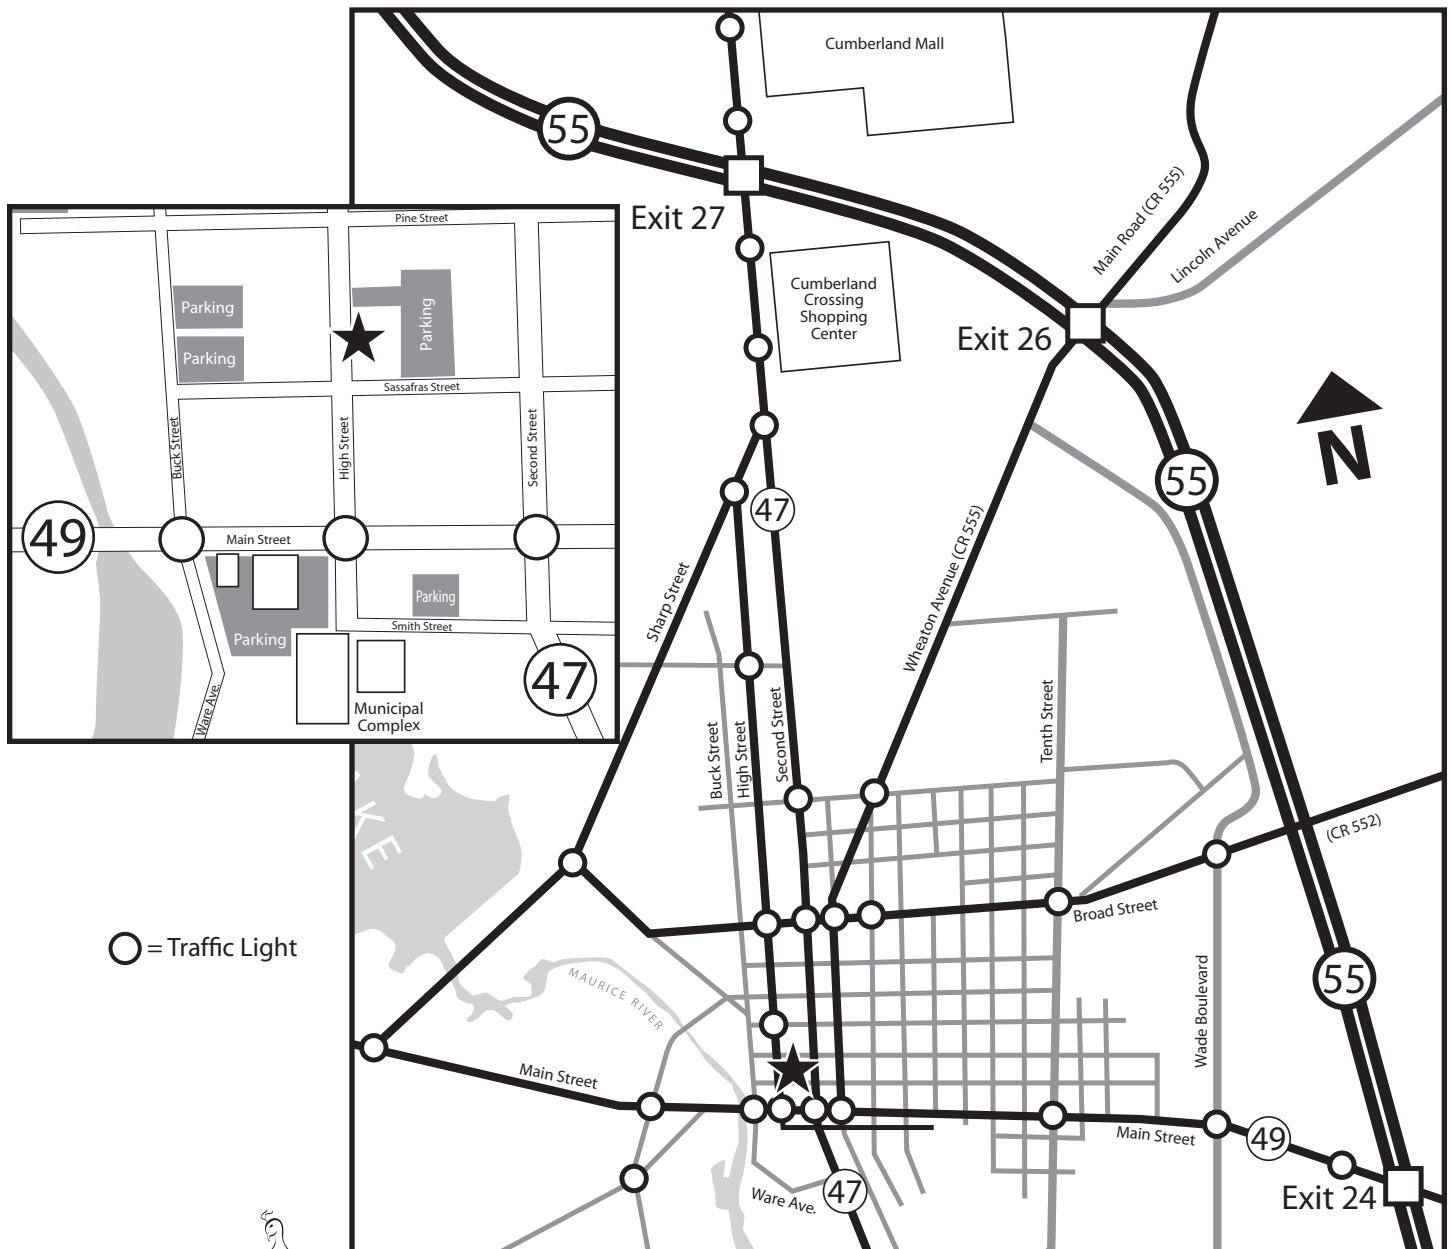 Cumberland Mall
55
Exit 27
Main Road (CR 555)
Lincoln Avenue
Cumberland
Crossing
Shopping
Center
Exit 26
N
55
47
Sharp Street
Wheaton Avenue (CR 555)
Tenth Street
Buck Street
High Street
Second Street
(CR 552)
Broad Street
KE
MAURICE RIVER
Main Street
Wade Boulevard
55
Main Street
49
Exit 24
Ware Ave.
47
Pine Street
Parking
Parking
Parking
Sassafras Street
Buck Street
High Street
Second Street
49
Main Street
Parking
Parking
Smith Street
47
Ware Ave.
Municipal
Complex
= Traffic Light